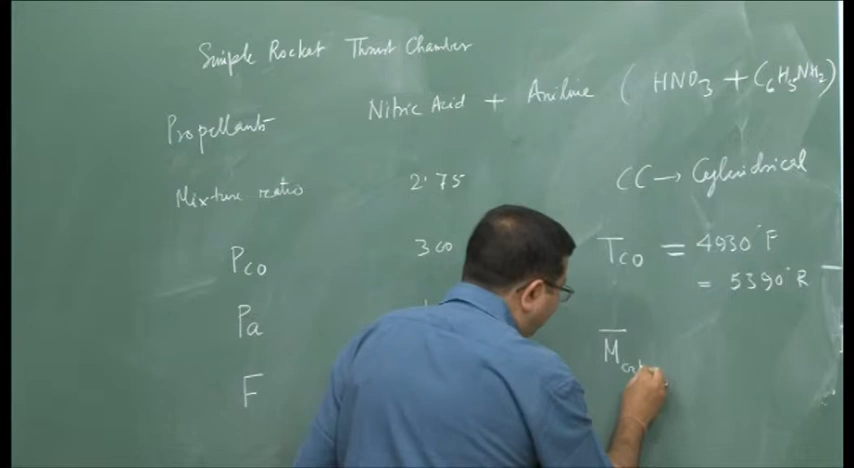 Simple Rocket Thrust Chamber
Propellants Nitric Acid + Aniline ( HNO3 + C6H5NH2 )
Mixture ratio 2.75 CC → Cylindrical
Pco 300 Tco = 4930°F
= 5390°R
Pa M̅
F